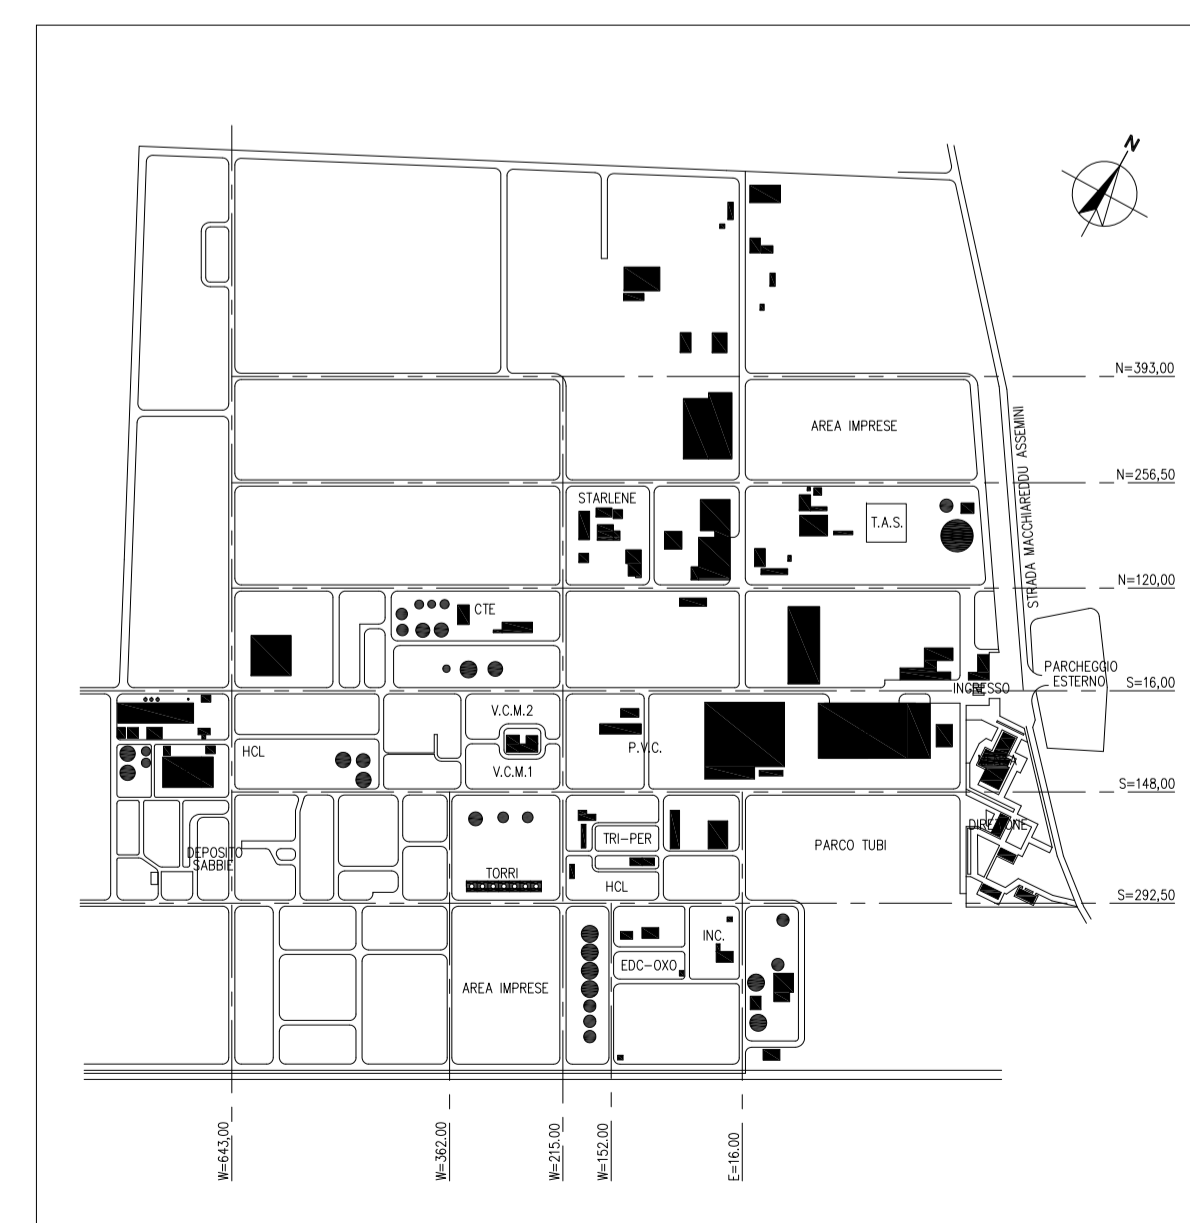 N
N=393,00
AREA IMPRESE
STRADA MACCHIAREDDU ASSEMINI
N=256,50
STARLENE
T.A.S.
N=120,00
CTE
PARCHEGGIO
ESTERNO
S=16,00
INGRESSO
V.C.M.2
P.V.C.
HCL
V.C.M.1
S=148,00
DIREZIONE
TRI-PER
PARCO TUBI
DEPOSITO
SABBIE
TORRI
HCL
S=292,50
INC.
EDC-OXO
AREA IMPRESE
W=643,00
W=362.00
W=215.00
W=152.00
E=16.00